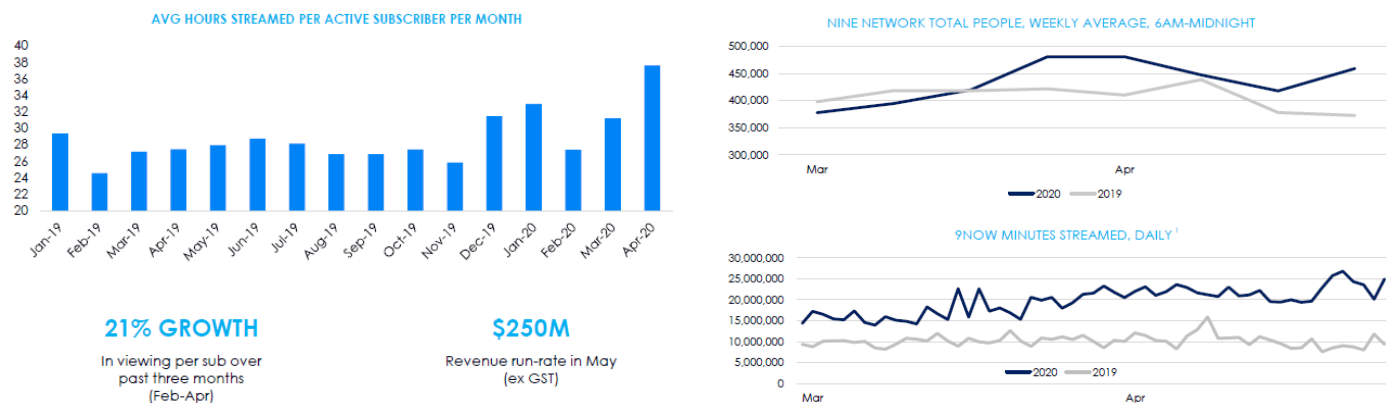 AVG HOURS STREAMED PER ACTIVE SUBSCRIBER PER MONTH
40
38
36
34
32
30
28
26
24
22
20
Jan-19
Feb-19
Mar-19
Apr-19
May-19
Jun-19
Jul-19
Aug-19
Sep-19
Oct-19
Nov-19
Dec-19
Jan-20
Feb-20
Mar-20
Apr-20
21% GROWTH
In viewing per sub over
past three months
(Feb-Apr)
$250M
Revenue run-rate in May
(ex GST)
NINE NETWORK TOTAL PEOPLE, WEEKLY AVERAGE, 6AM-MIDNIGHT
500,000
450,000
400,000
350,000
300,000
Mar Apr
2020 2019
9NOW MINUTES STREAMED, DAILY 1
30,000,000
25,000,000
20,000,000
15,000,000
10,000,000
5,000,000
0
2020 2019
Mar Apr